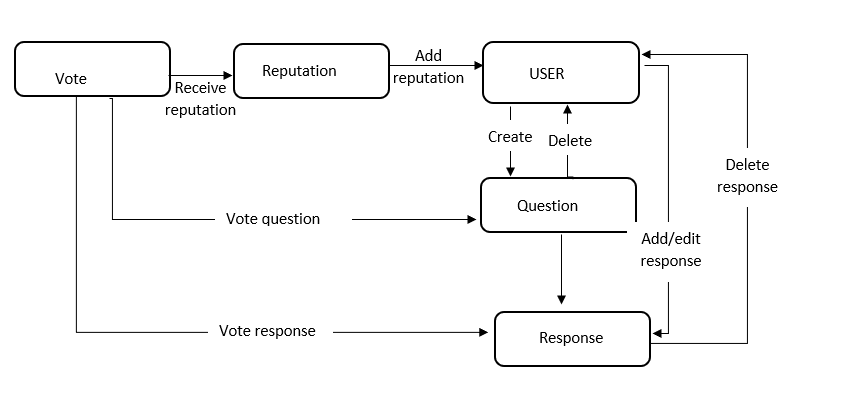 Vote
Receive
reputation
Reputation
Add
reputation
USER
Create
Delete
Delete
response
Vote question
Question
Add/edit
response
Vote response
Response